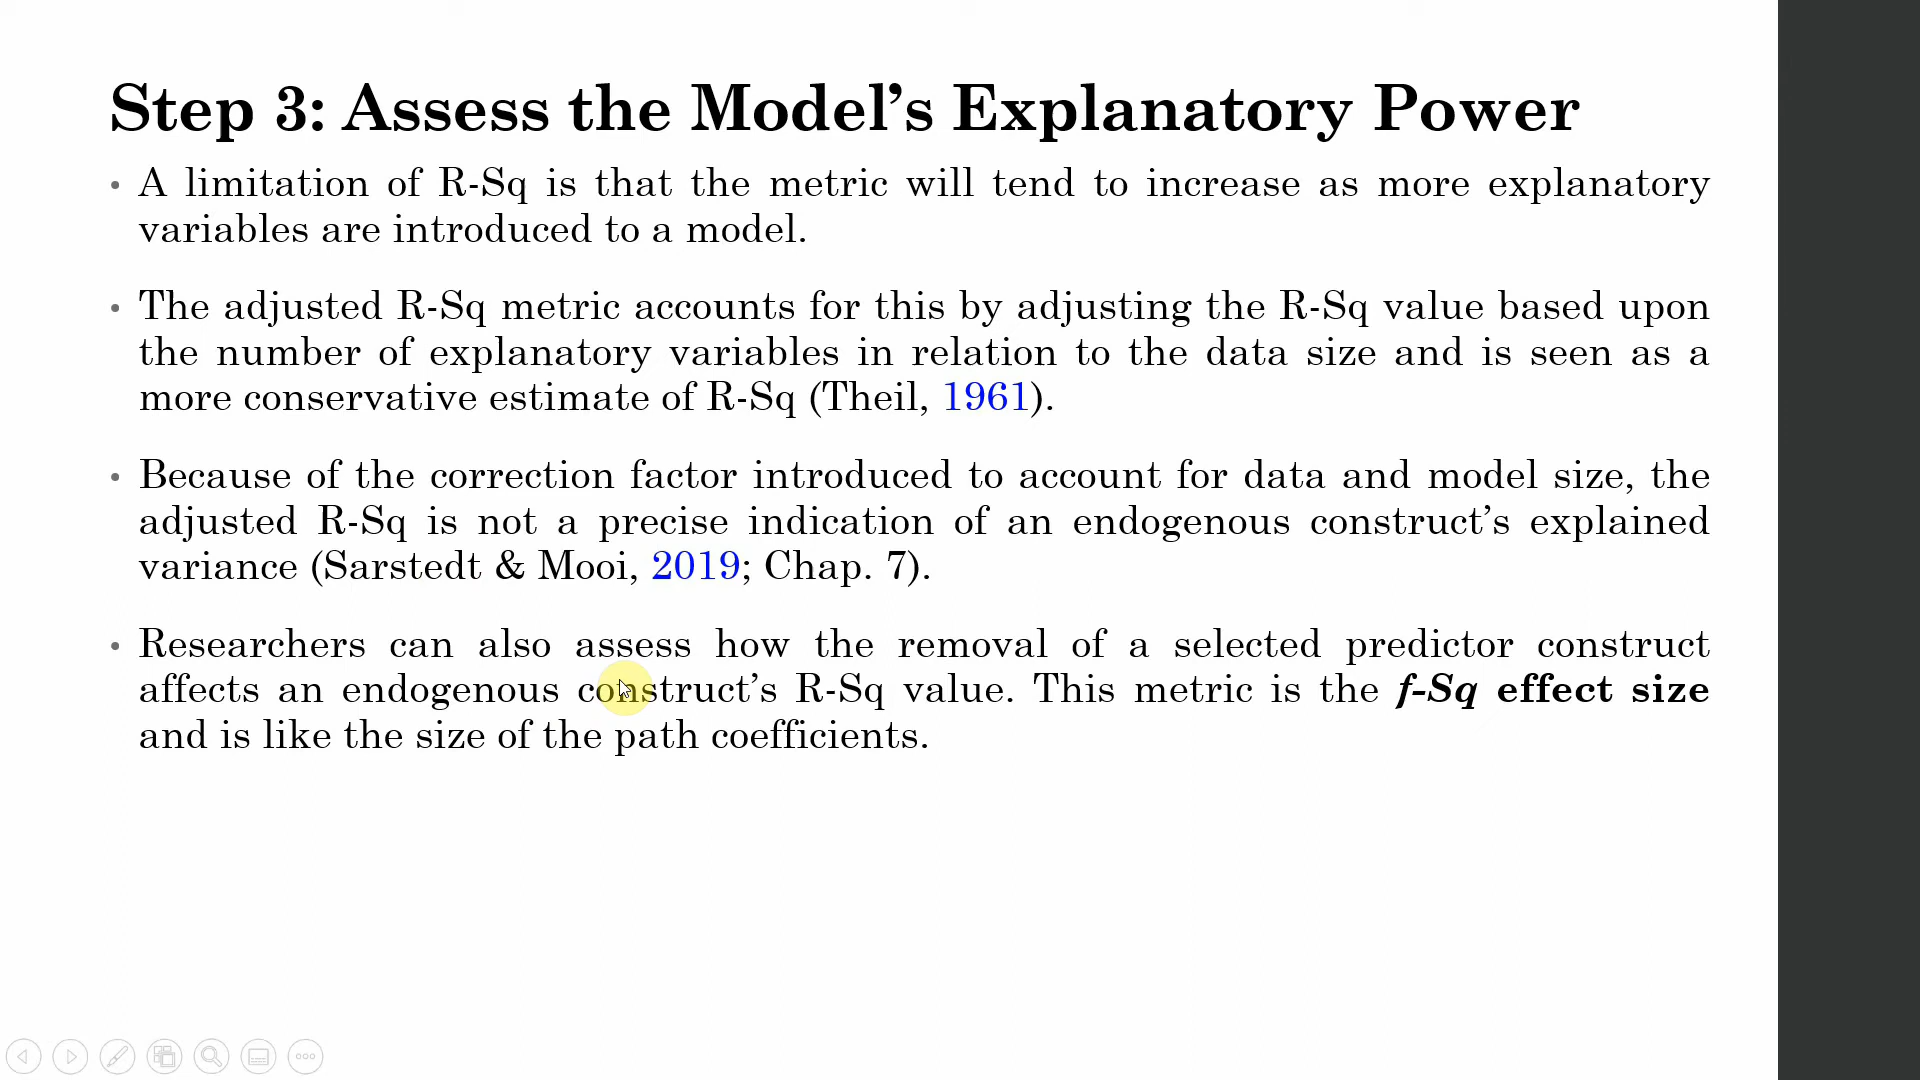 Step 3: Assess the Model’s Explanatory Power
• A limitation of R-Sq is that the metric will tend to increase as more explanatory
variables are introduced to a model.
• The adjusted R-Sq metric accounts for this by adjusting the R-Sq value based upon
the number of explanatory variables in relation to the data size and is seen as a
more conservative estimate of R-Sq (Theil, 1961).
• Because of the correction factor introduced to account for data and model size, the
adjusted R-Sq is not a precise indication of an endogenous construct’s explained
variance (Sarstedt & Mooi, 2019; Chap. 7).
• Researchers can also assess how the removal of a selected predictor construct
affects an endogenous construct’s R-Sq value. This metric is the f-Sq effect size
and is like the size of the path coefficients.